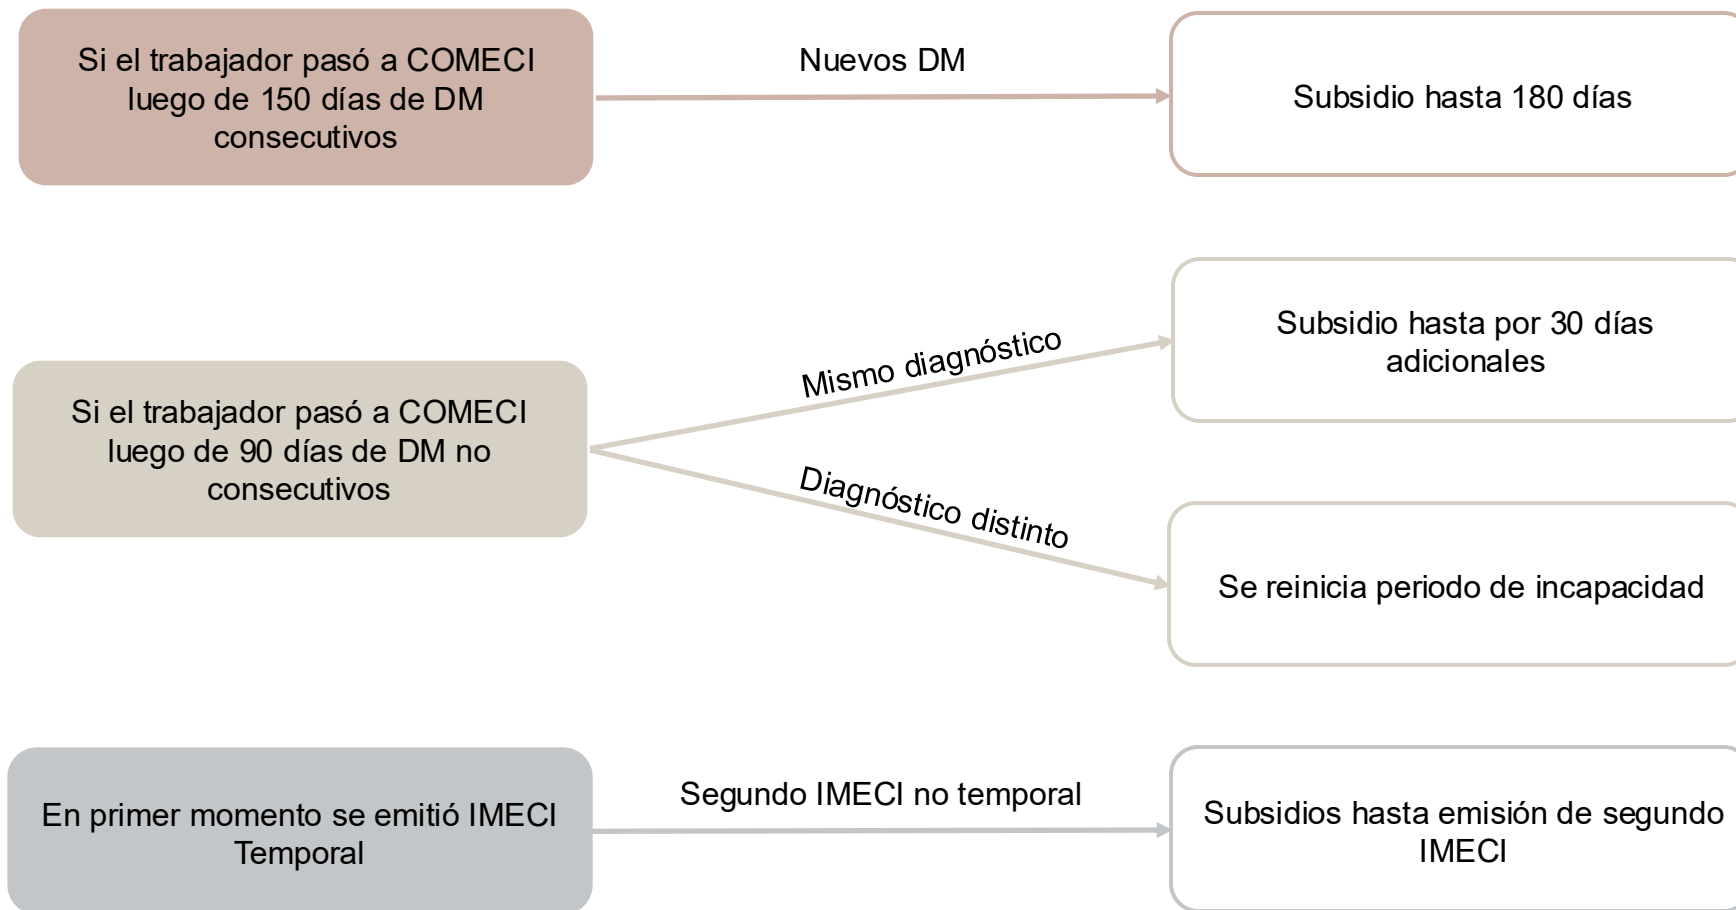 Si el trabajador pasó a COMECI
luego de 150 días de DM
consecutivos
Nuevos DM
Subsidio hasta 180 días
Si el trabajador pasó a COMECI
luego de 90 días de DM no
consecutivos
Mismo diagnóstico
Subsidio hasta por 30 días
adicionales
Diagnóstico distinto
Se reinicia periodo de incapacidad
En primer momento se emitió IMECI
Temporal
Segundo IMECI no temporal
Subsidios hasta emisión de segundo
IMECI